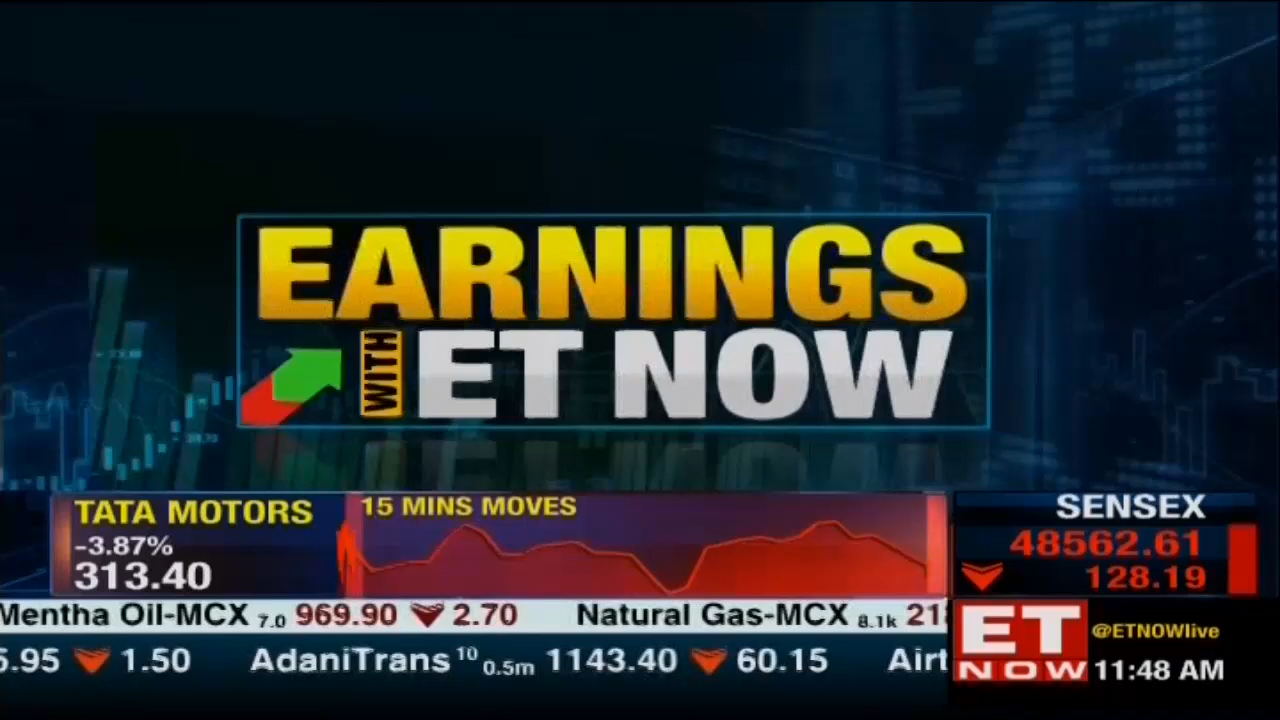 EARNINGS
WITH ET NOW
TATA MOTORS
-3.87%
313.40
15 MINS MOVES
SENSEX
48562.61
128.19
Mentha Oil-MCX 7.0 969.90 2.70 Natural Gas-MCX 8.1k
5.95 1.50 AdaniTrans 10 0.5m 1143.40 60.15
ET
NOW
@ETNOWlive
11:48 AM